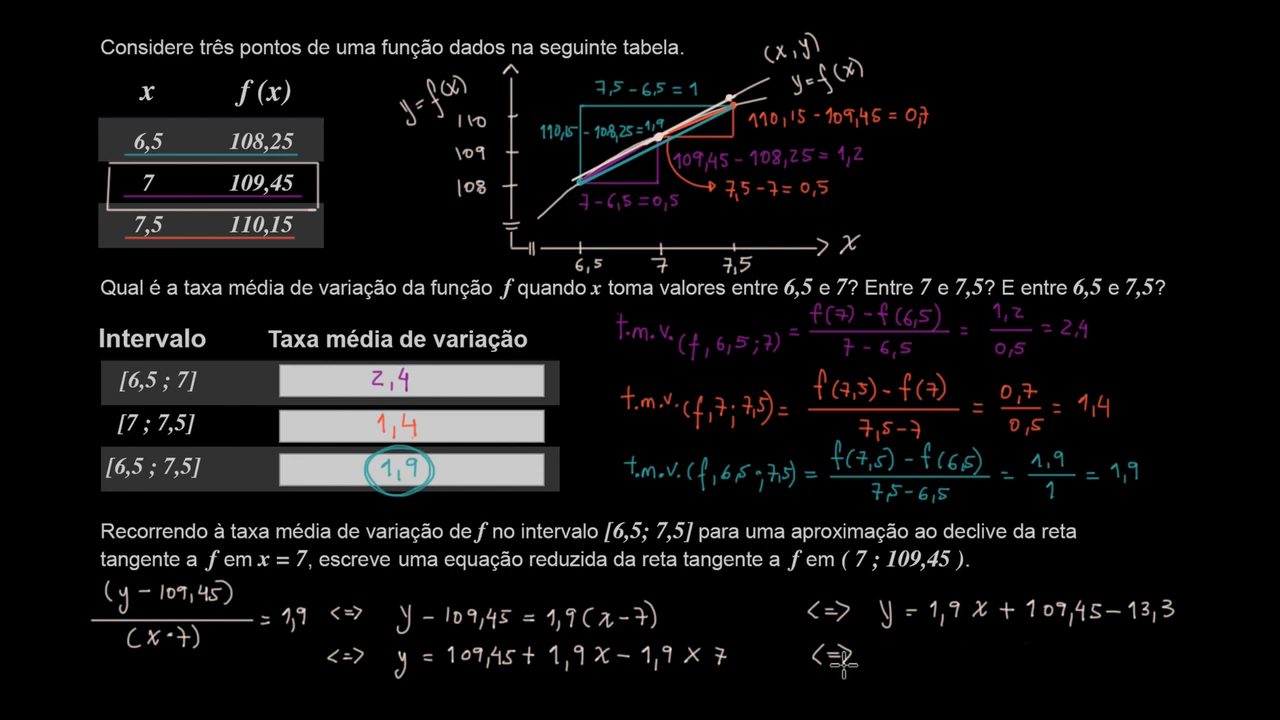 Considere três pontos de uma função dados na seguinte tabela.
x f (x)
6,5 108,25
7 109,45
7,5 110,15
y=f(x)
110
109
108
6,5 7 7,5
x
(x,y)
y=f(x)
7,5 - 6,5 = 1
110,15 - 108,25 = 1,9
110,15 - 109,45 = 0,7
109,45 - 108,25 = 1,2
7,5 - 7 = 0,5
7 - 6,5 = 0,5
Qual é a taxa média de variação da função f quando x toma valores entre 6,5 e 7? Entre 7 e 7,5? E entre 6,5 e 7,5?
Intervalo Taxa média de variação
[6,5 ; 7] 2,4
[7 ; 7,5] 1,4
[6,5 ; 7,5] 1,9
t.m.v.(f, 6,5 ; 7) = f(7) - f(6,5) / 7 - 6,5 = 1,2 / 0,5 = 2,4
t.m.v.(f, 7 ; 7,5) = f(7,5) - f(7) / 7,5 - 7 = 0,7 / 0,5 = 1,4
t.m.v.(f, 6,5 ; 7,5) = f(7,5) - f(6,5) / 7,5 - 6,5 = 1,9 / 1 = 1,9
Recorrendo à taxa média de variação de f no intervalo [6,5; 7,5] para uma aproximação ao declive da reta
tangente a f em x = 7, escreve uma equação reduzida da reta tangente a f em ( 7 ; 109,45 ).
(y - 109,45) / (x - 7) = 1,9 <=> y - 109,45 = 1,9 (x - 7)
<=> y = 109,45 + 1,9 x - 1,9 × 7
<=> y = 1,9 x + 109,45 - 13,3
<=>